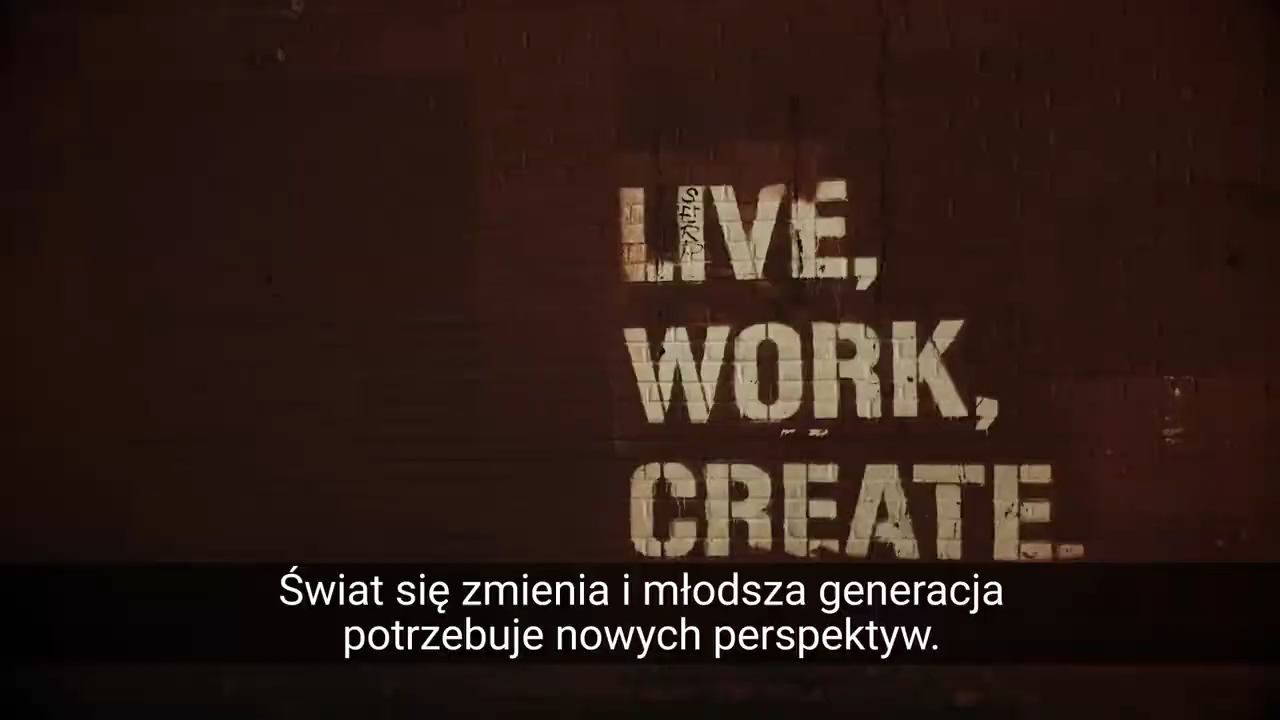 LIVE,
WORK,
CREATE.
Świat się zmienia i młodsza generacja
potrzebuje nowych perspektyw.